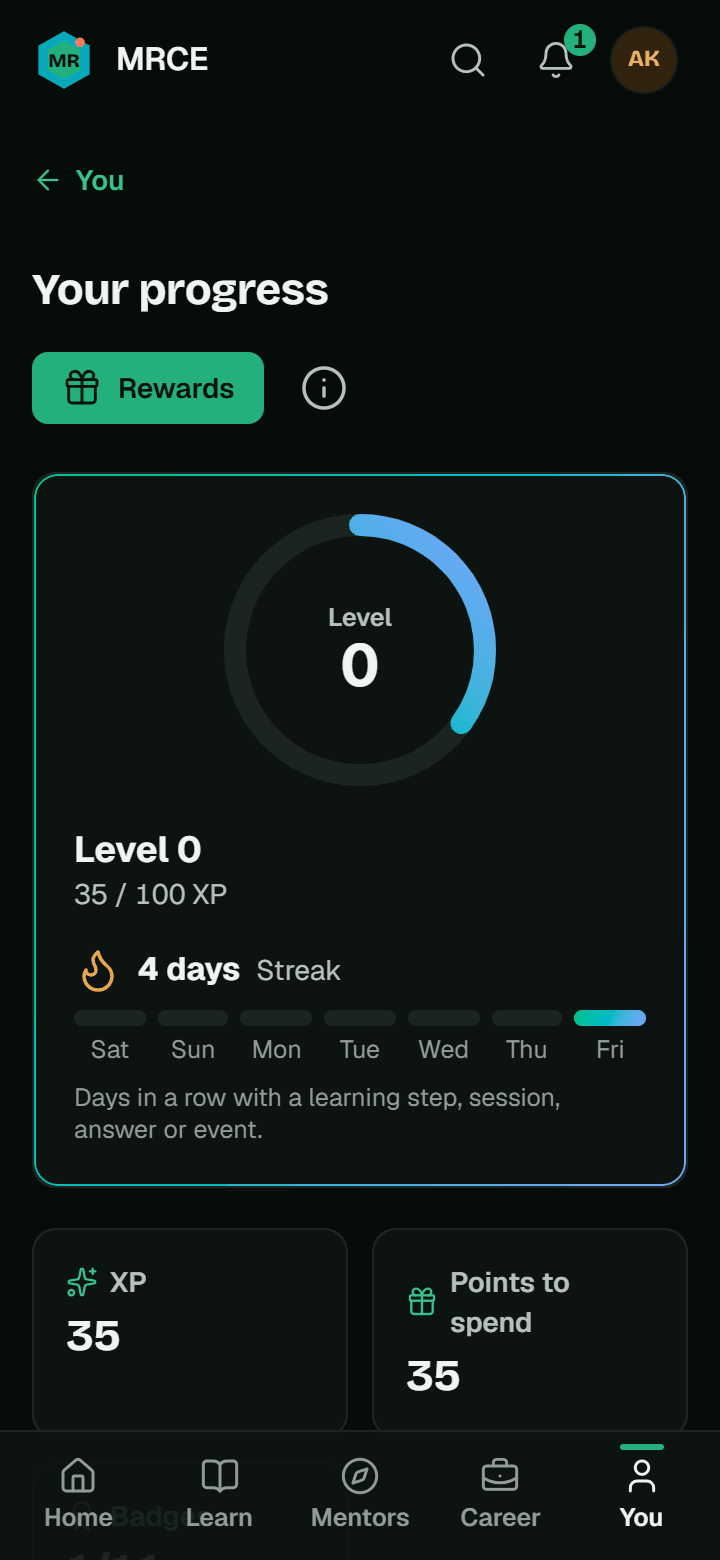 MR
MRCE
1
AK
You
Your progress
Rewards
Level
0
Level 0
35 / 100 XP
4 days Streak
Sat Sun Mon Tue Wed Thu Fri
Days in a row with a learning step, session,
answer or event.
XP
35
Points to
spend
35
Badges
Home Learn Mentors Career You